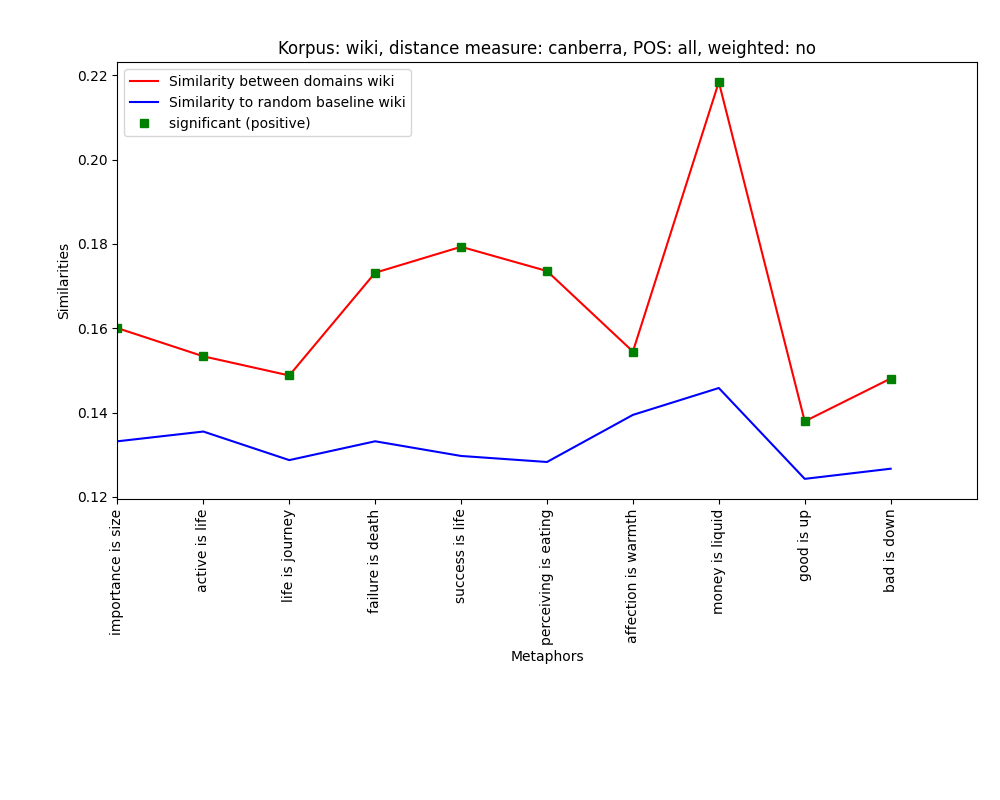 Korpus: wiki, distance measure: canberra, POS: all, weighted: no
Similarity between domains wiki
Similarity to random baseline wiki
significant (positive)
Similarities
0.22
0.20
0.18
0.16
0.14
0.12
importance is size
active is life
life is journey
failure is death
success is life
perceiving is eating
affection is warmth
money is liquid
good is up
bad is down
Metaphors